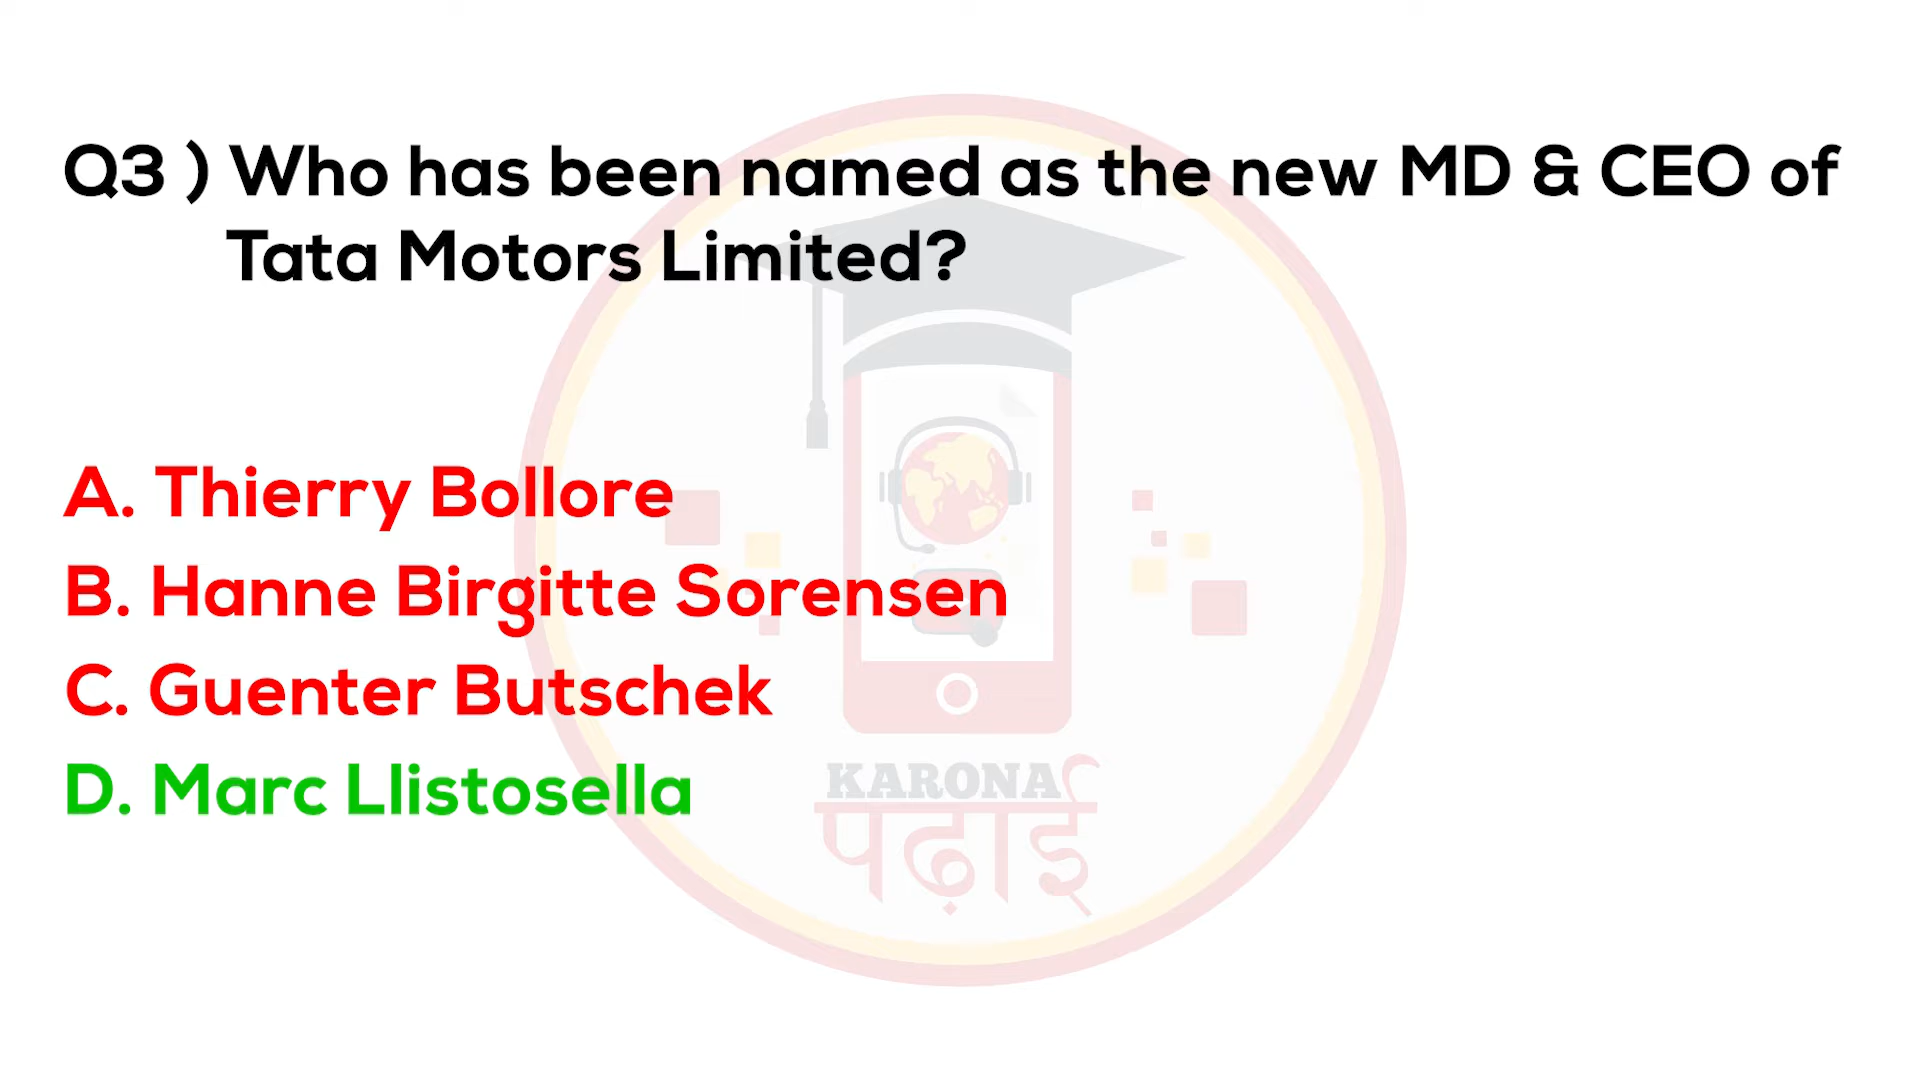 Q3 ) Who has been named as the new MD & CEO of
Tata Motors Limited?
A. Thierry Bollore
B. Hanne Birgitte Sorensen
C. Guenter Butschek
D. Marc Llistosella
KARONA
पढ़ाई